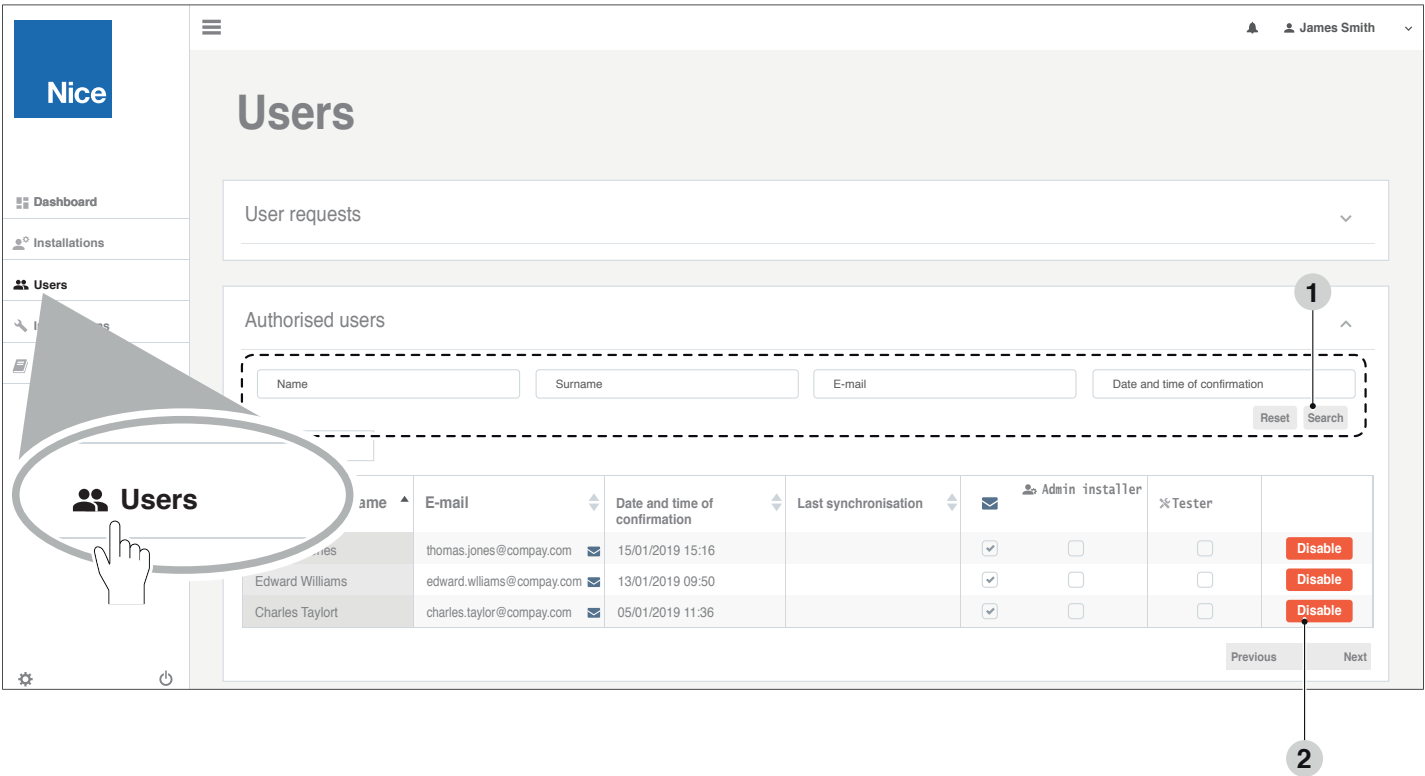 Nice
James Smith
Users
Dashboard
Installations
Users
User requests
1
Authorised users
Name
Surname
E-mail
Date and time of confirmation
Reset
Search
Users
E-mail
Date and time of
confirmation
Last synchronisation
Admin installer
Tester
thomas.jones@compay.com
15/01/2019 15:16
Disable
Edward Wlliams
edward.wlliams@compay.com
13/01/2019 09:50
Disable
Charles Taylort
charles.taylor@compay.com
05/01/2019 11:36
Disable
Previous
Next
2